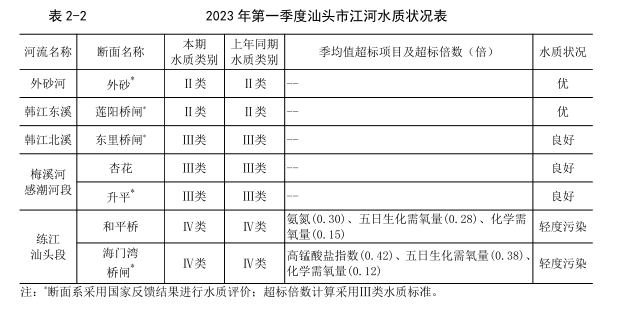 表 2-2 2023 年第一季度汕头市江河水质状况表
河流名称 断面名称 本期水质类别 上年同期水质类别 季均值超标项目及超标倍数（倍） 水质状况
外砂河 外砂* Ⅱ类 Ⅱ类 -- 优
韩江东溪 莲阳桥闸* Ⅱ类 Ⅱ类 -- 优
韩江北溪 东里桥闸* Ⅲ类 Ⅲ类 -- 良好
梅溪河感潮河段 杏花 Ⅲ类 Ⅲ类 -- 良好
升平* Ⅲ类 Ⅲ类 -- 良好
练江汕头段 和平桥 Ⅳ类 Ⅳ类 氨氮(0.30)、五日生化需氧量(0.28)、化学需氧量(0.15) 轻度污染
海门湾桥闸* Ⅳ类 Ⅳ类 高锰酸盐指数(0.42)、五日生化需氧量(0.38)、化学需氧量(0.12) 轻度污染
注：*断面系采用国家反馈结果进行水质评价；超标倍数计算采用Ⅲ类水质标准。